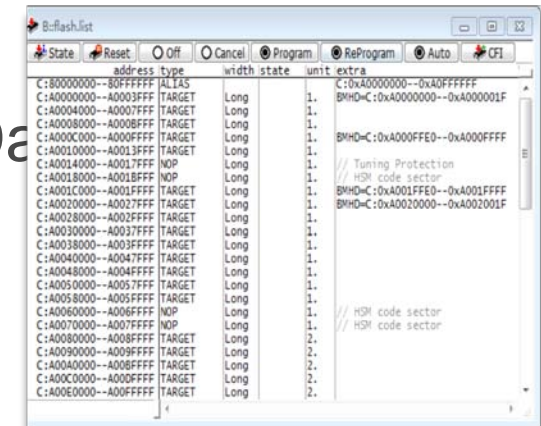 B::flash.list
State Reset Off Cancel Program ReProgram Auto CFI
address type width state unit extra
C:80000000--80FFFFFF ALIAS C:0xA0000000--0xA0FFFFFF
C:A0000000--A0003FFF TARGET Long 1. BMHD=C:0xA0000000--0xA000001F
C:A0004000--A0007FFF TARGET Long 1.
C:A0008000--A000BFFF TARGET Long 1.
C:A000C000--A000FFFF TARGET Long 1. BMHD=C:0xA000FFE0--0xA000FFFF
C:A0010000--A0013FFF TARGET Long 1.
C:A0014000--A0017FFF NOP Long 1. // Tuning Protection
C:A0018000--A001BFFF NOP Long 1. // HSM code sector
C:A001C000--A001FFFF TARGET Long 1. BMHD=C:0xA001FFE0--0xA001FFFF
C:A0020000--A0027FFF TARGET Long 1. BMHD=C:0xA0020000--0xA002001F
C:A0028000--A002FFFF TARGET Long 1.
C:A0030000--A0037FFF TARGET Long 1.
C:A0038000--A003FFFF TARGET Long 1.
C:A0040000--A0047FFF TARGET Long 1.
C:A0048000--A004FFFF TARGET Long 1.
C:A0050000--A0057FFF TARGET Long 1.
C:A0058000--A005FFFF TARGET Long 1.
C:A0060000--A006FFFF NOP Long 1. // HSM code sector
C:A0070000--A007FFFF NOP Long 1. // HSM code sector
C:A0080000--A008FFFF TARGET Long 2.
C:A0090000--A009FFFF TARGET Long 2.
C:A00A0000--A00BFFFF TARGET Long 2.
C:A00C0000--A00DFFFF TARGET Long 2.
C:A00E0000--A00FFFFF TARGET Long 2.